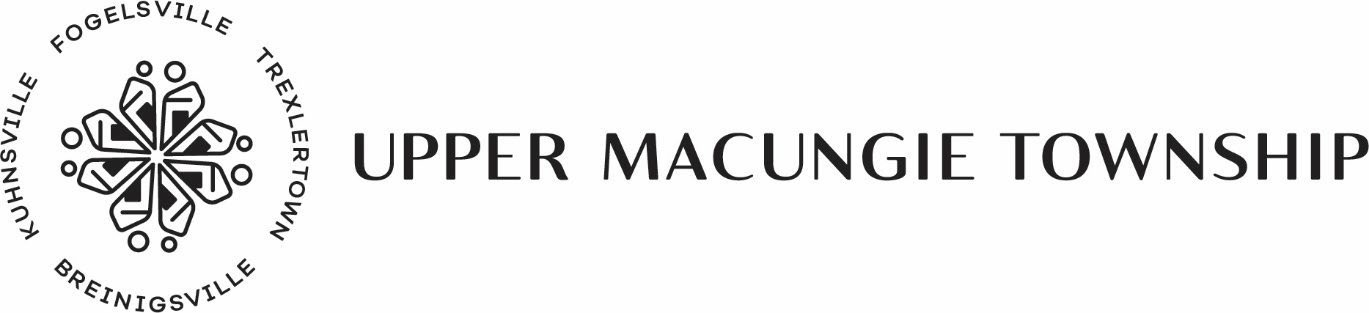 FOGELSVILLE
TREXLERTOWN
BREINIGSVILLE
KUHNSVILLE
UPPER MACUNGIE TOWNSHIP